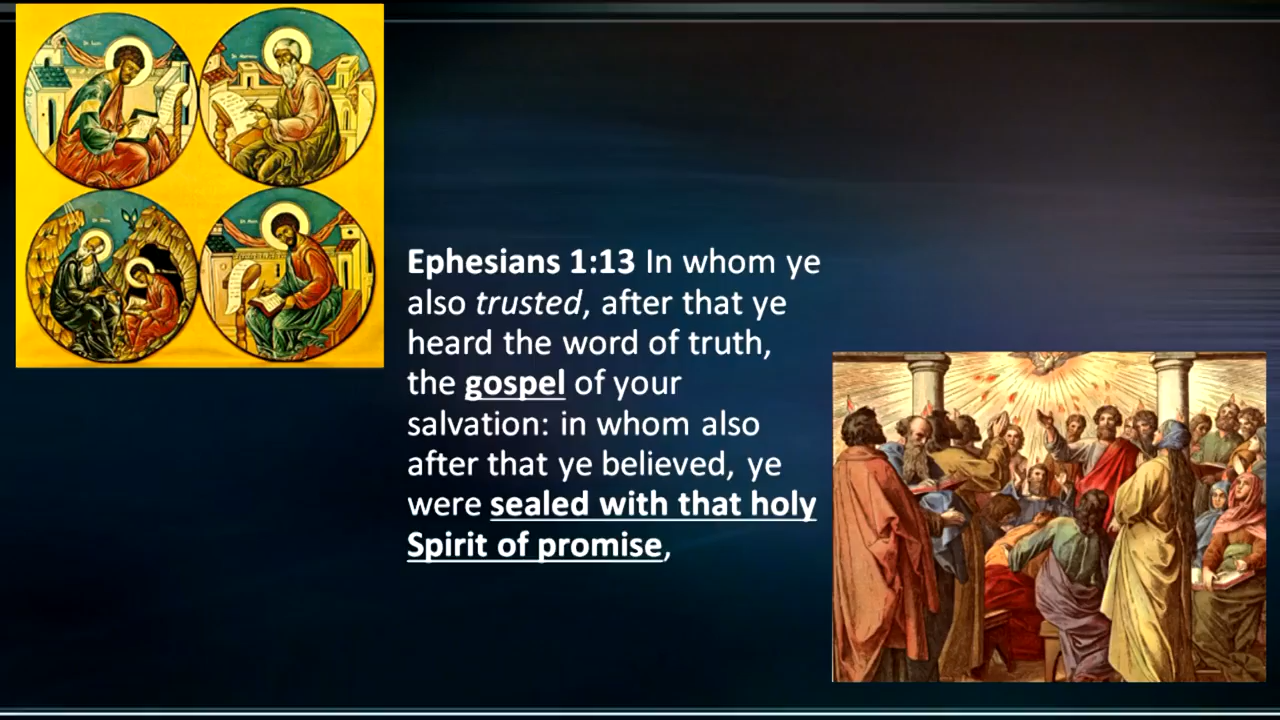 Ephesians 1:13 In whom ye
also trusted, after that ye
heard the word of truth,
the gospel of your
salvation: in whom also
after that ye believed, ye
were sealed with that holy
Spirit of promise,